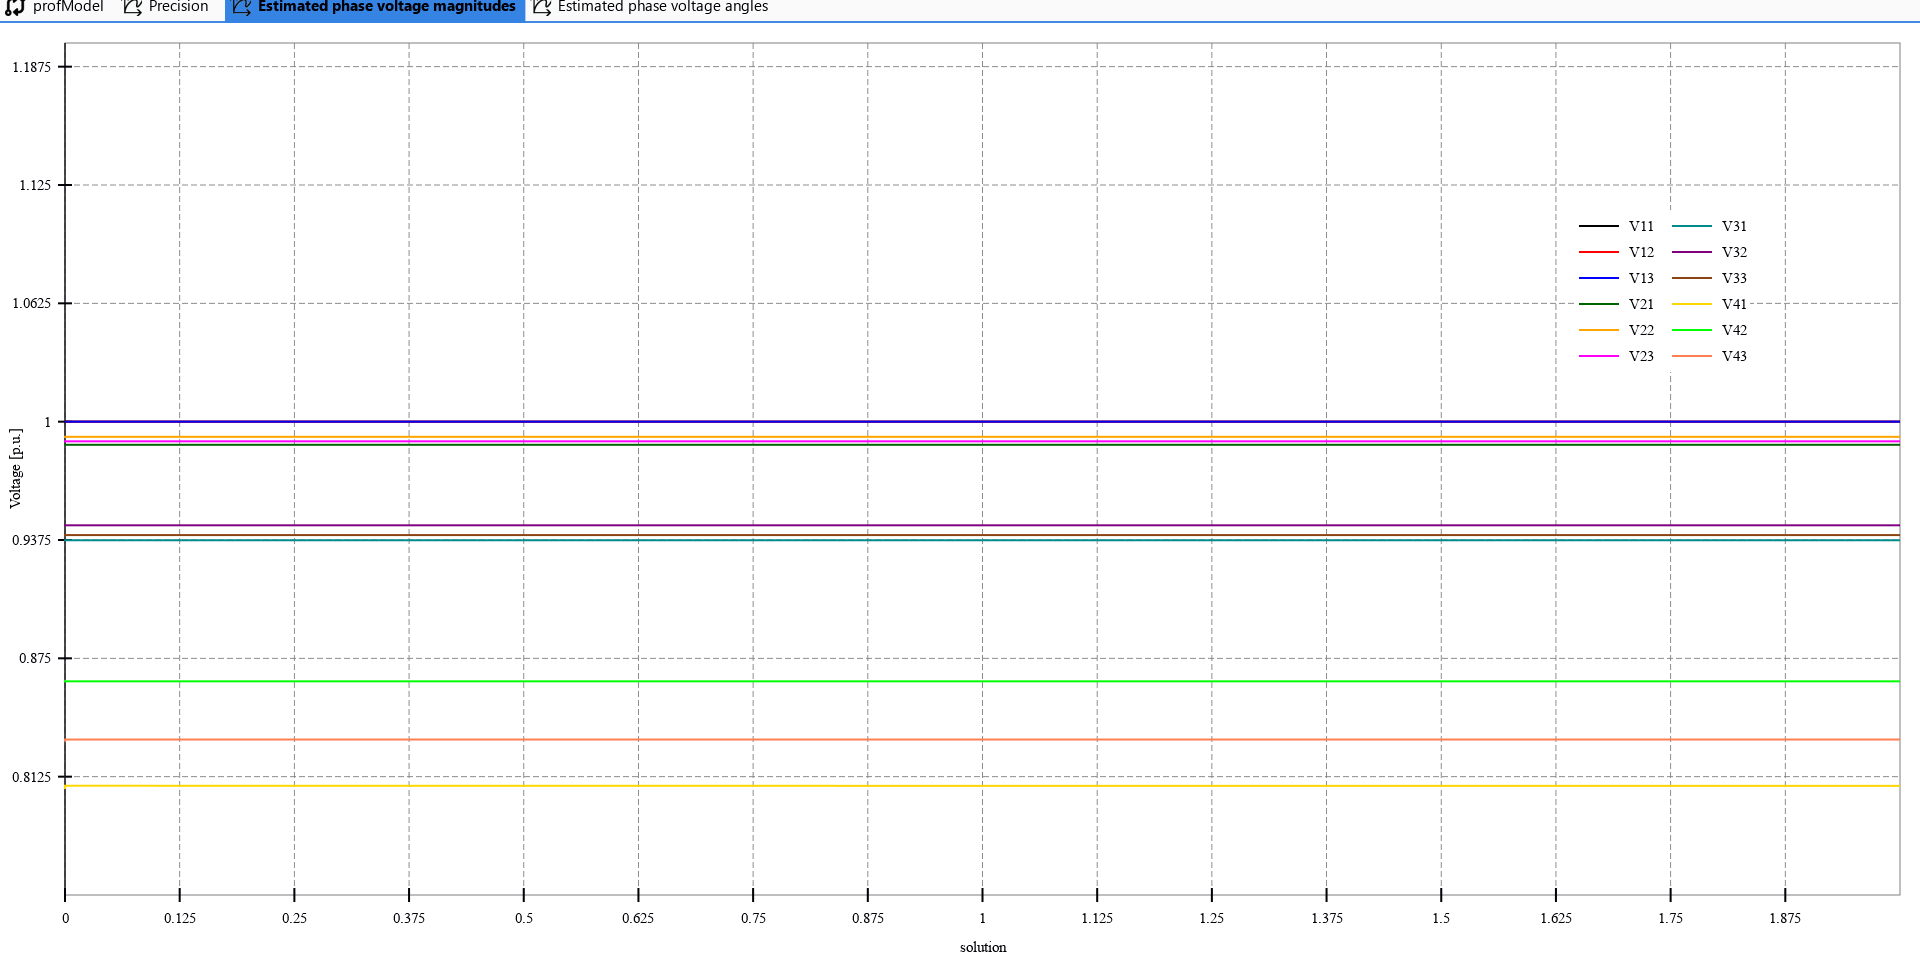 profModel Precision Estimated phase voltage magnitudes Estimated phase voltage angles
1.1875
1.125
1.0625
1
0.9375
0.875
0.8125
Voltage [p.u.]
V11 V31
V12 V32
V13 V33
V21 V41
V22 V42
V23 V43
0 0.125 0.25 0.375 0.5 0.625 0.75 0.875 1 1.125 1.25 1.375 1.5 1.625 1.75 1.875
solution